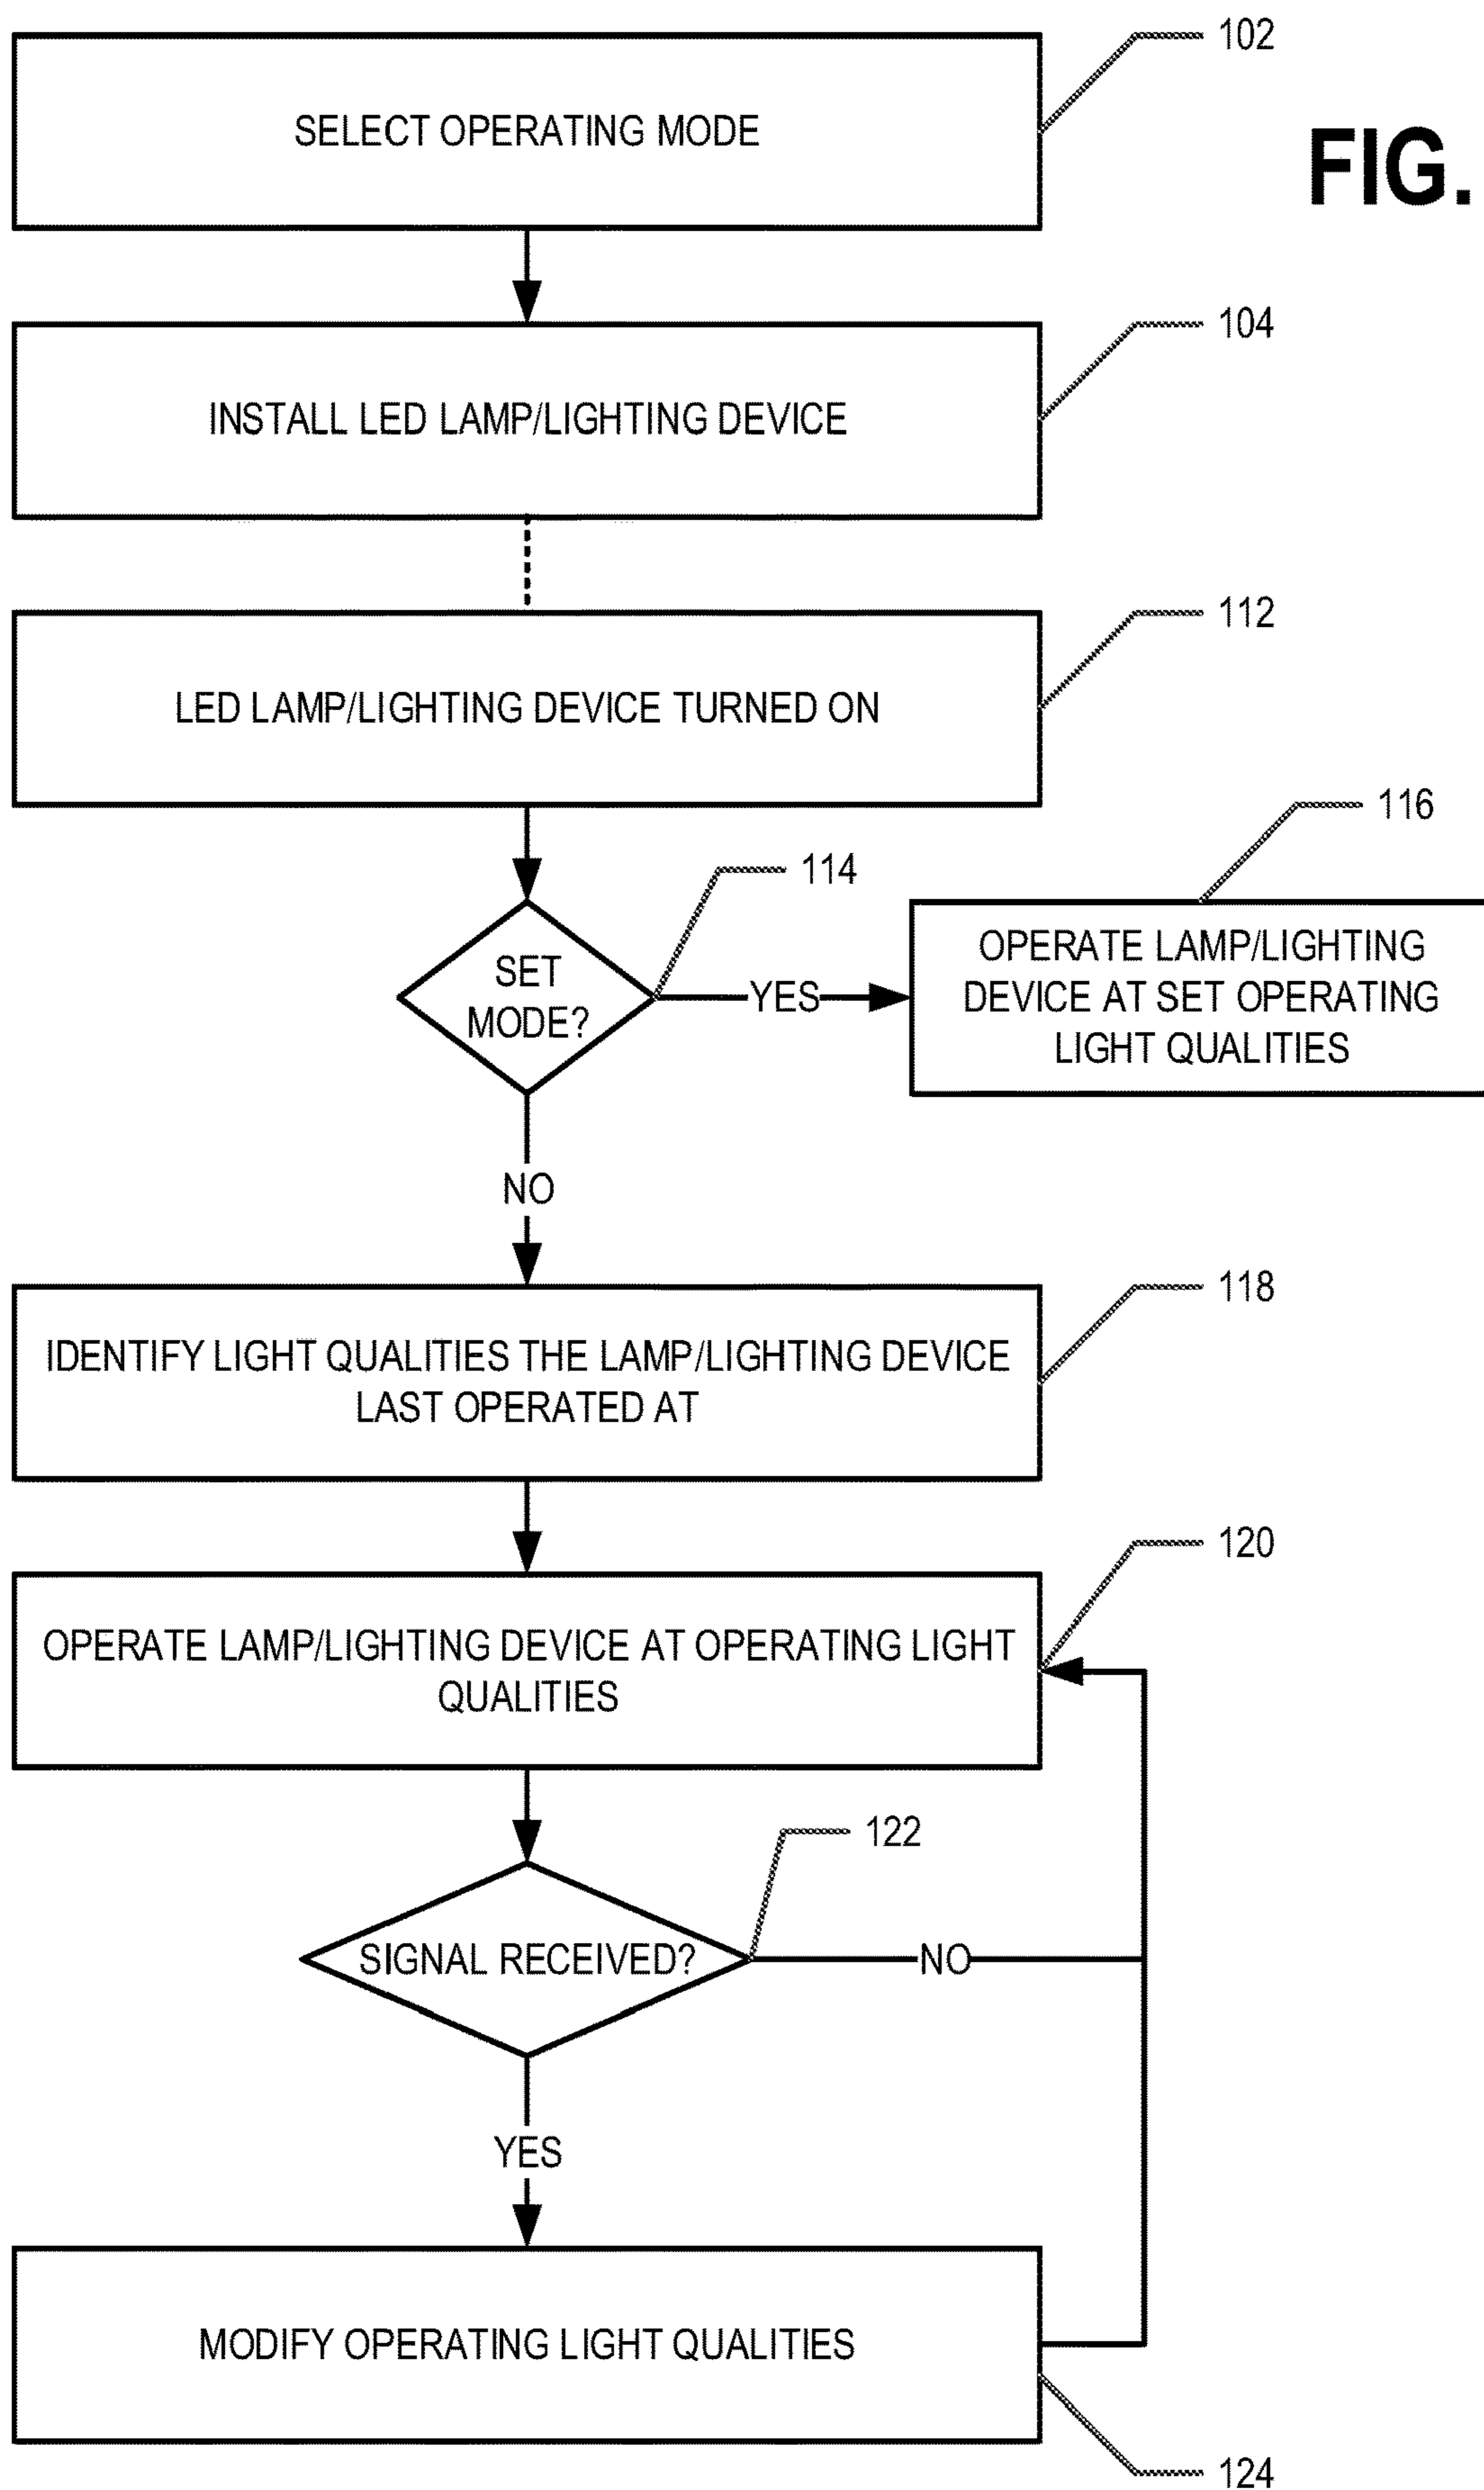 102
SELECT OPERATING MODE
FIG.
104
INSTALL LED LAMP/LIGHTING DEVICE
112
LED LAMP/LIGHTING DEVICE TURNED ON
116
114
SET
MODE?
YES
OPERATE LAMP/LIGHTING
DEVICE AT SET OPERATING
LIGHT QUALITIES
NO
118
IDENTIFY LIGHT QUALITIES THE LAMP/LIGHTING DEVICE
LAST OPERATED AT
120
OPERATE LAMP/LIGHTING DEVICE AT OPERATING LIGHT
QUALITIES
122
SIGNAL RECEIVED?
NO
YES
MODIFY OPERATING LIGHT QUALITIES
124